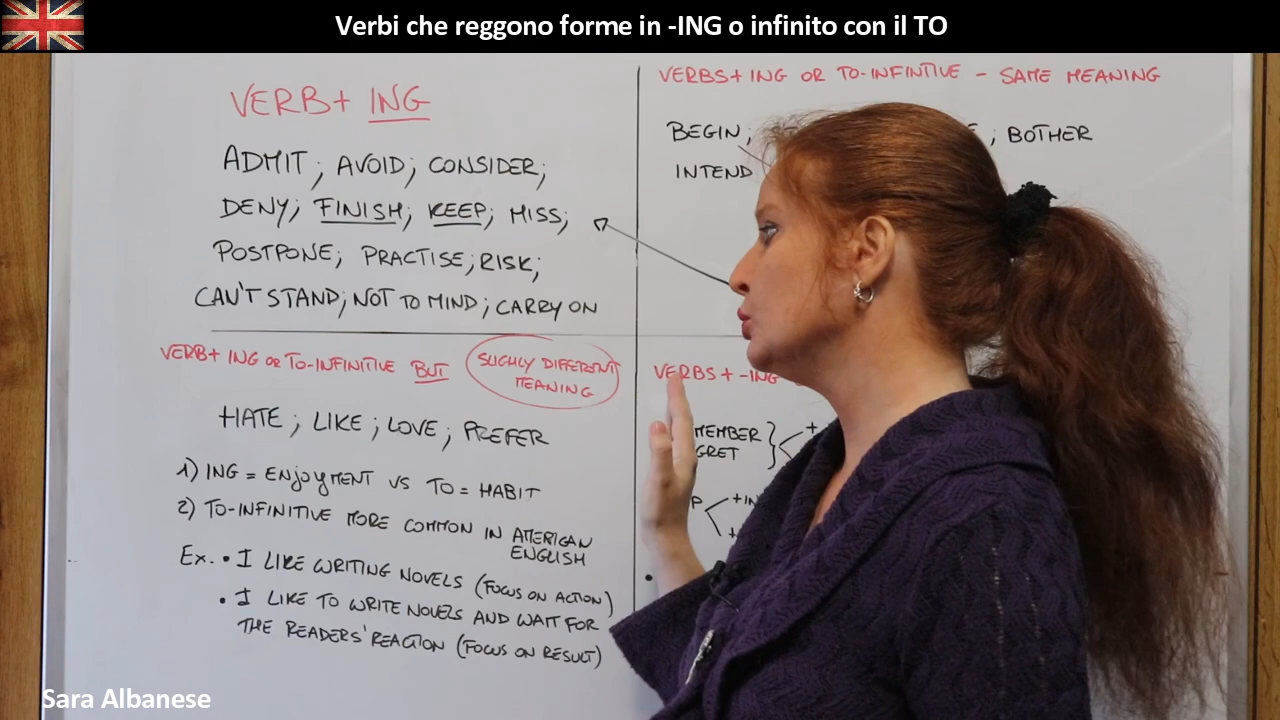 Verbi che reggono forme in -ING o infinito con il TO
VERB+ ING
ADMIT; AVOID; CONSIDER;
DENY; FINISH; KEEP; MISS;
POSTPONE; PRACTISE; RISK;
CAN'T STAND; NOT TO MIND; CARRY ON
VERBS+ ING OR TO-INFINTIVE - SAME MEANING
BEGIN; ; BOTHER
INTEND
VERB+ ING OR TO-INFINITIVE BUT
SLIGHLY DIFFERENT
MEANING
HATE; LIKE; LOVE; PREFER
1) ING = ENJOYMENT VS TO = HABIT
2) TO-INFINITIVE MORE COMMON IN AMERICAN
ENGLISH
Ex. • I LIKE WRITING NOVELS (FOCUS ON ACTION)
• I LIKE TO WRITE NOVELS AND WAIT FOR
THE READERS' REACTION (FOCUS ON RESULT)
VERBS + -ING
MEMBER
GRET
+
P
+IN
+
Sara Albanese